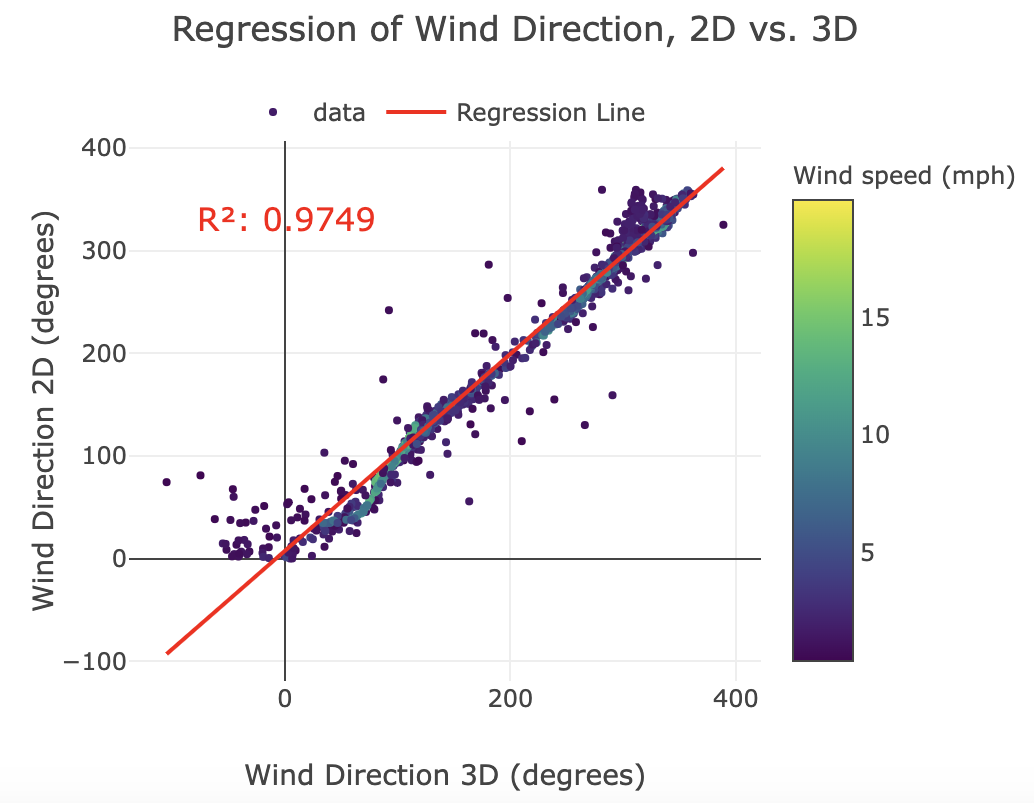 Regression of Wind Direction, 2D vs. 3D
data
Regression Line
Wind speed (mph)
R²: 0.9749
Wind Direction 2D (degrees)
400
300
200
100
0
−100
0
200
400
Wind Direction 3D (degrees)
15
10
5